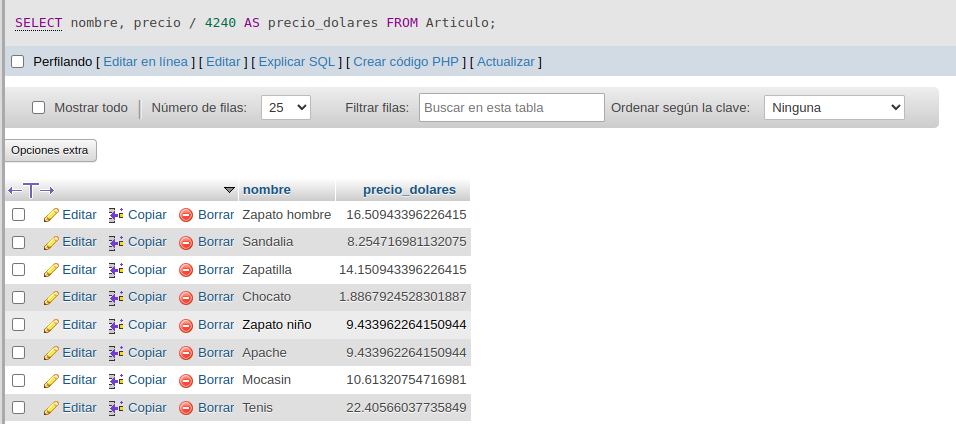 SELECT nombre, precio / 4240 AS precio_dolares FROM Articulo;
Perfilando [ Editar en línea ] [ Editar ] [ Explicar SQL ] [ Crear código PHP ] [ Actualizar ]
Mostrar todo Número de filas: 25 Filtrar filas: Buscar en esta tabla Ordenar según la clave: Ninguna
Opciones extra
←T→ nombre precio_dolares
Editar Copiar Borrar Zapato hombre 16.50943396226415
Editar Copiar Borrar Sandalia 8.254716981132075
Editar Copiar Borrar Zapatilla 14.150943396226415
Editar Copiar Borrar Chocato 1.8867924528301887
Editar Copiar Borrar Zapato niño 9.433962264150944
Editar Copiar Borrar Apache 9.433962264150944
Editar Copiar Borrar Mocasin 10.61320754716981
Editar Copiar Borrar Tenis 22.40566037735849